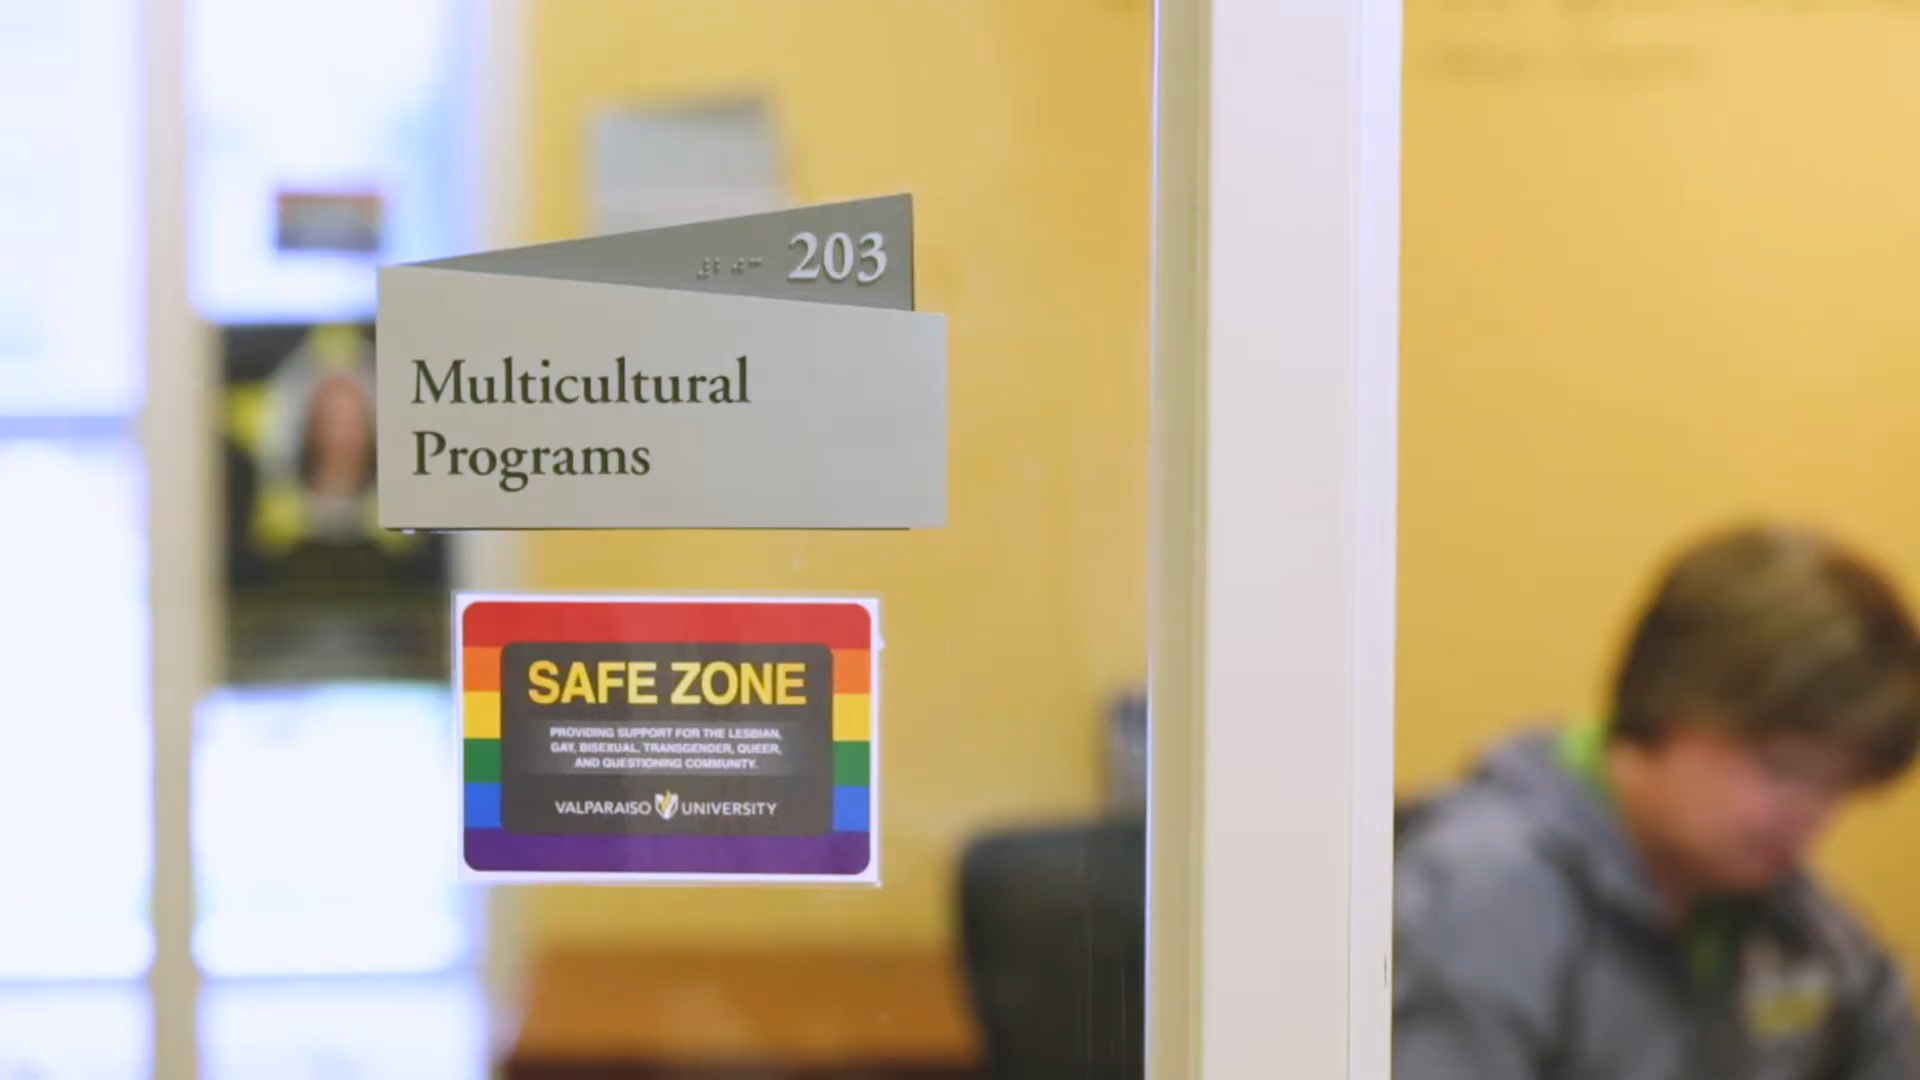 203
Multicultural
Programs
SAFE ZONE
PROVIDING SUPPORT FOR THE LESBIAN,
GAY, BISEXUAL, TRANSGENDER, QUEER,
AND QUESTIONING COMMUNITY.
VALPARAISO UNIVERSITY